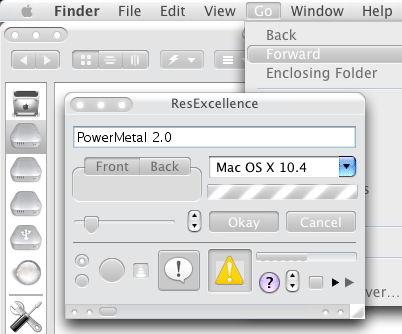 Finder File Edit View Go Window Help
Back
Forward
Enclosing Folder
ResExcellence
PowerMetal 2.0
Front Back
Mac OS X 10.4
Okay Cancel
ver...